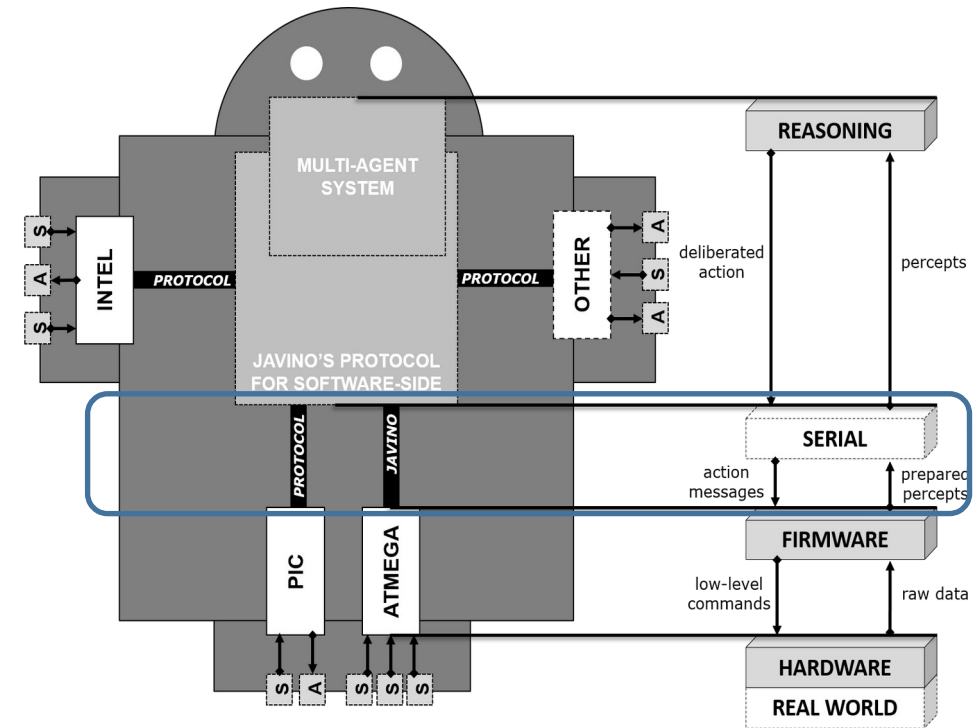 MULTI-AGENT
SYSTEM
REASONING
S
A
S
INTEL
PROTOCOL
PROTOCOL
OTHER
A
S
A
deliberated
action
percepts
JAVINO'S PROTOCOL
FOR SOFTWARE-SIDE
PROTOCOL
JAVINO
SERIAL
action
messages
prepared
percepts
PIC
ATMEGA
FIRMWARE
low-level
commands
raw data
S
A
S
S
S
HARDWARE
REAL WORLD